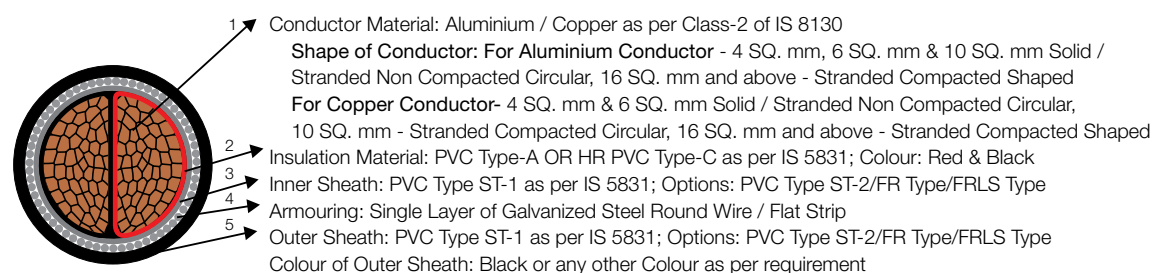 1 Conductor Material: Aluminium / Copper as per Class-2 of IS 8130
Shape of Conductor: For Aluminium Conductor - 4 SQ. mm, 6 SQ. mm & 10 SQ. mm Solid /
Stranded Non Compacted Circular, 16 SQ. mm and above - Stranded Compacted Shaped
For Copper Conductor- 4 SQ. mm & 6 SQ. mm Solid / Stranded Non Compacted Circular,
10 SQ. mm - Stranded Compacted Circular, 16 SQ. mm and above - Stranded Compacted Shaped
2 Insulation Material: PVC Type-A OR HR PVC Type-C as per IS 5831; Colour: Red & Black
3 Inner Sheath: PVC Type ST-1 as per IS 5831; Options: PVC Type ST-2/FR Type/FRLS Type
4 Armouring: Single Layer of Galvanized Steel Round Wire / Flat Strip
5 Outer Sheath: PVC Type ST-1 as per IS 5831; Options: PVC Type ST-2/FR Type/FRLS Type
Colour of Outer Sheath: Black or any other Colour as per requirement